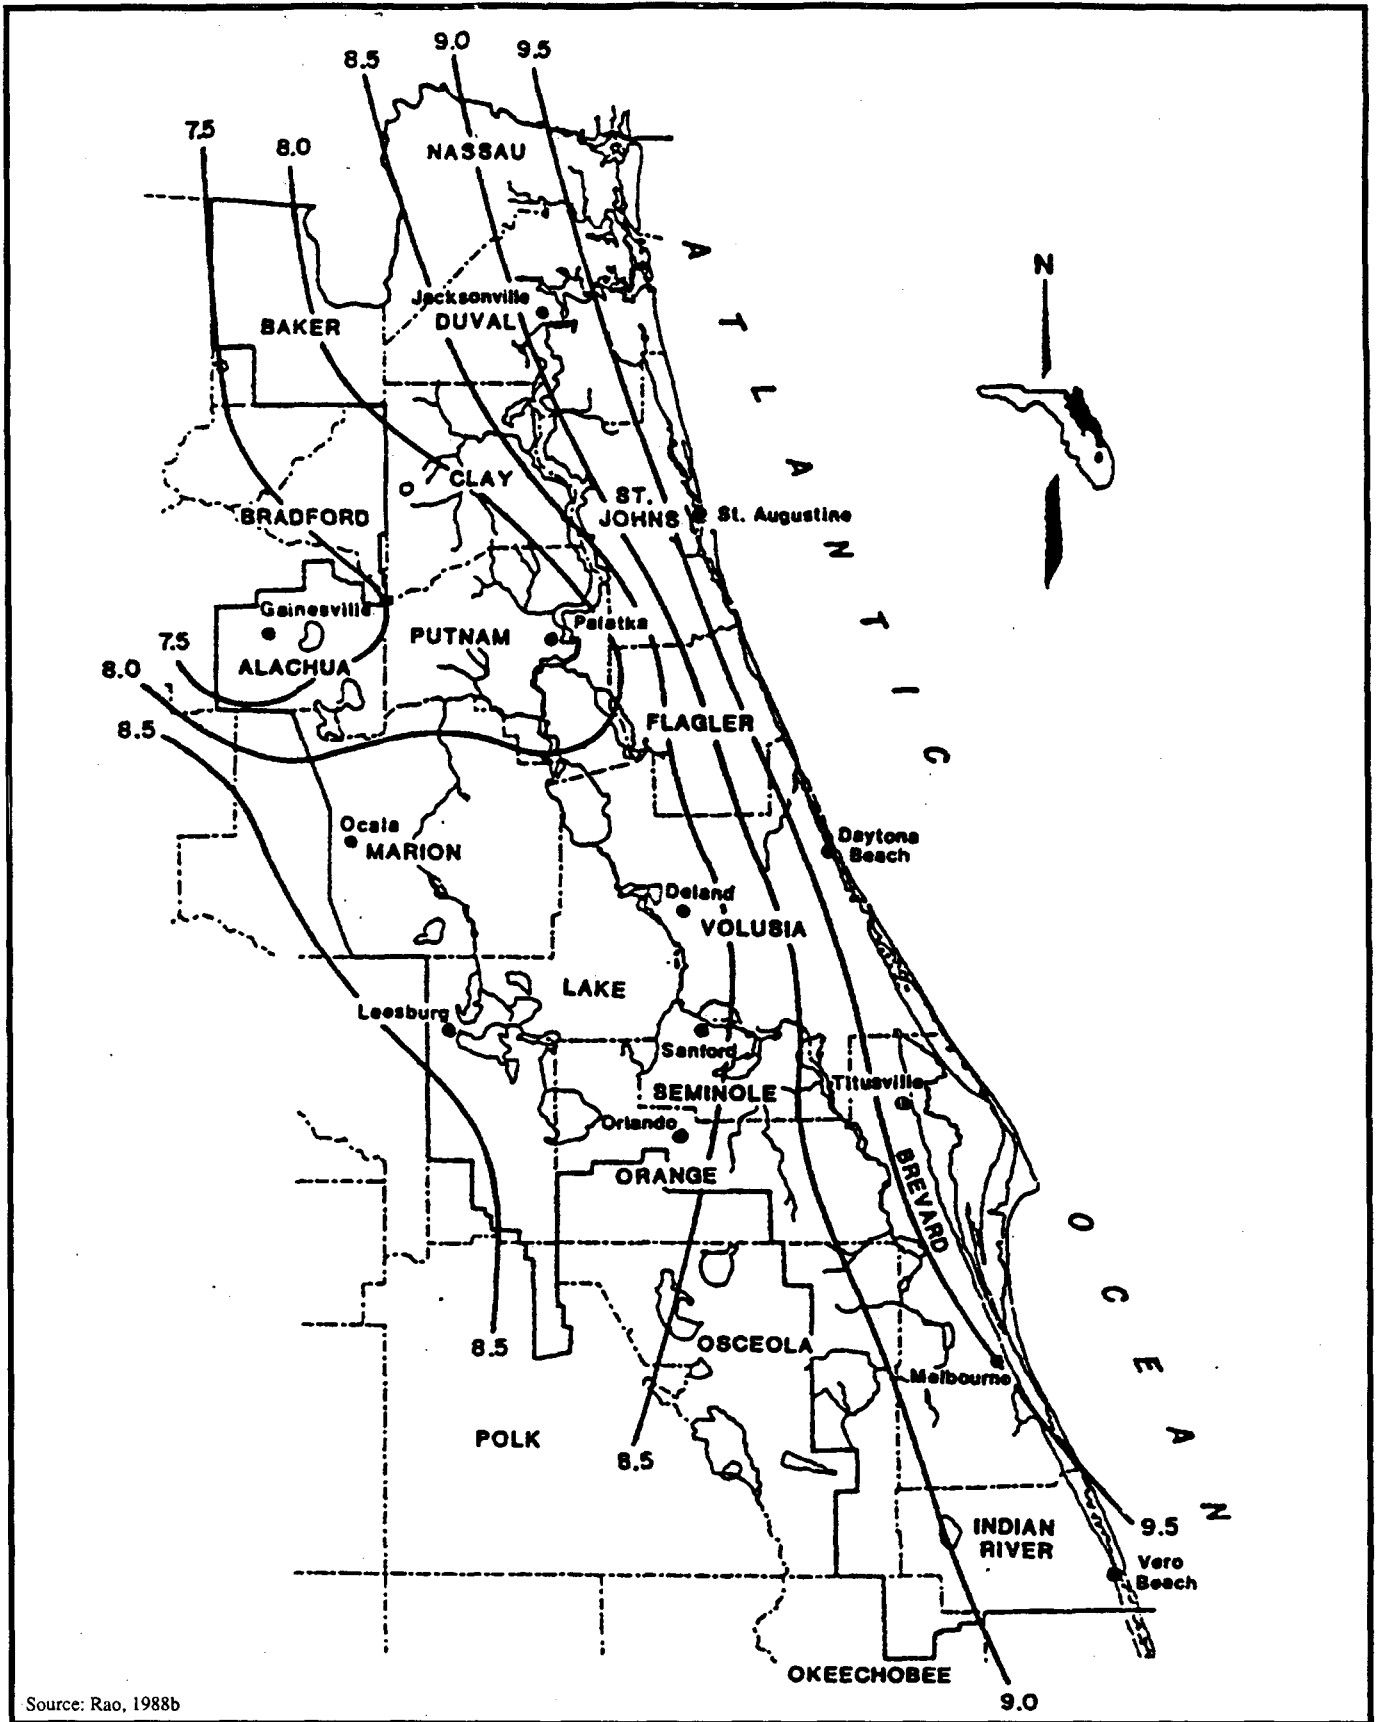 9.0
9.5
8.5
7.5
8.0
NASSAU
A
N
Jacksonville
DUVAL
BAKER
T
L
A
CLAY
ST.
JOHNS
St. Augustine
BRADFORD
N
T
Gainesville
PUTNAM
Palatka
7.5
ALACHUA
8.0
I
8.5
FLAGLER
C
Ocala
MARION
Daytona
Beach
Deland
VOLUSIA
LAKE
Leesburg
Sanford
SEMINOLE
Titusville
Orlando
ORANGE
BREVARD
O
C
8.5
OSCEOLA
E
Melbourne
POLK
A
8.5
N
INDIAN
RIVER
9.5
Vero
Beach
OKEECHOBEE
9.0
Source: Rao, 1988b